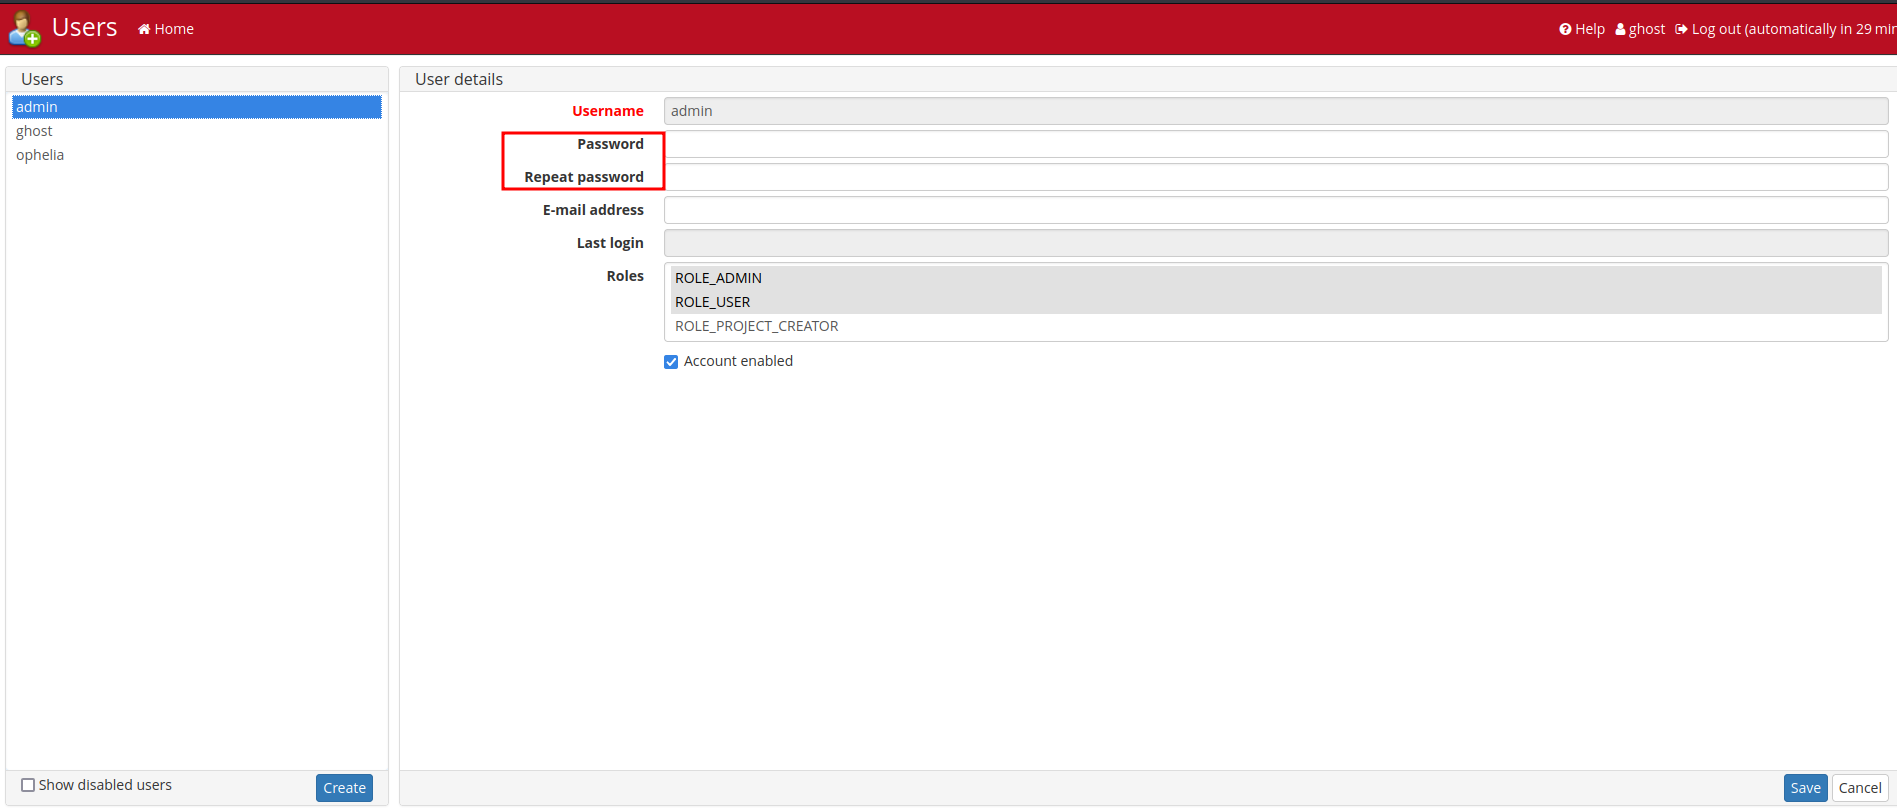 Users
Home
Help
ghost
Log out (automatically in 29 min
Users
admin
ghost
ophelia
Show disabled users
Create
User details
Username
admin
Password
Repeat password
E-mail address
Last login
Roles
ROLE_ADMIN
ROLE_USER
ROLE_PROJECT_CREATOR
Account enabled
Save
Cancel